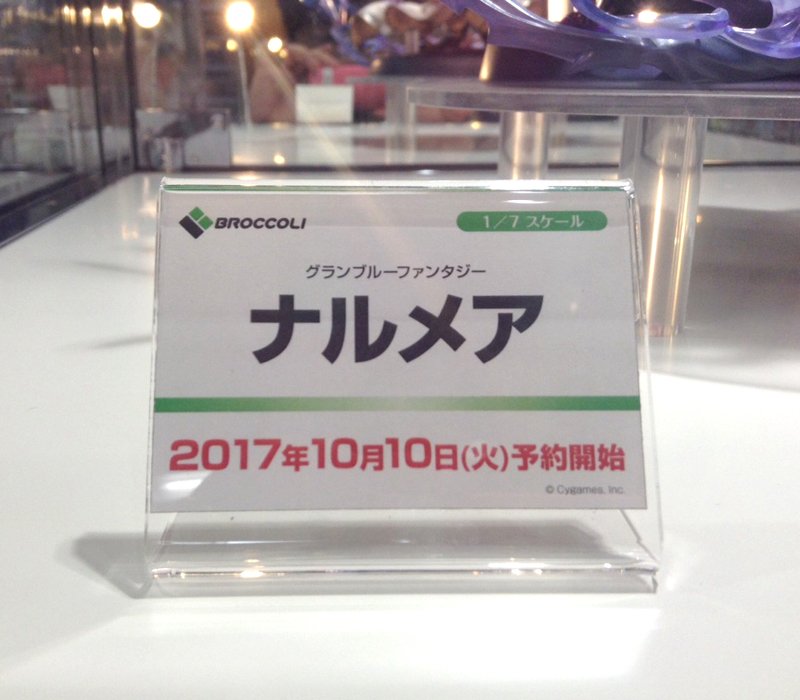 BROCCOLI
1/7 スケール
グランブルーファンタジー
ナルメア
2017年10月10日(火)予約開始
© Cygames, Inc.